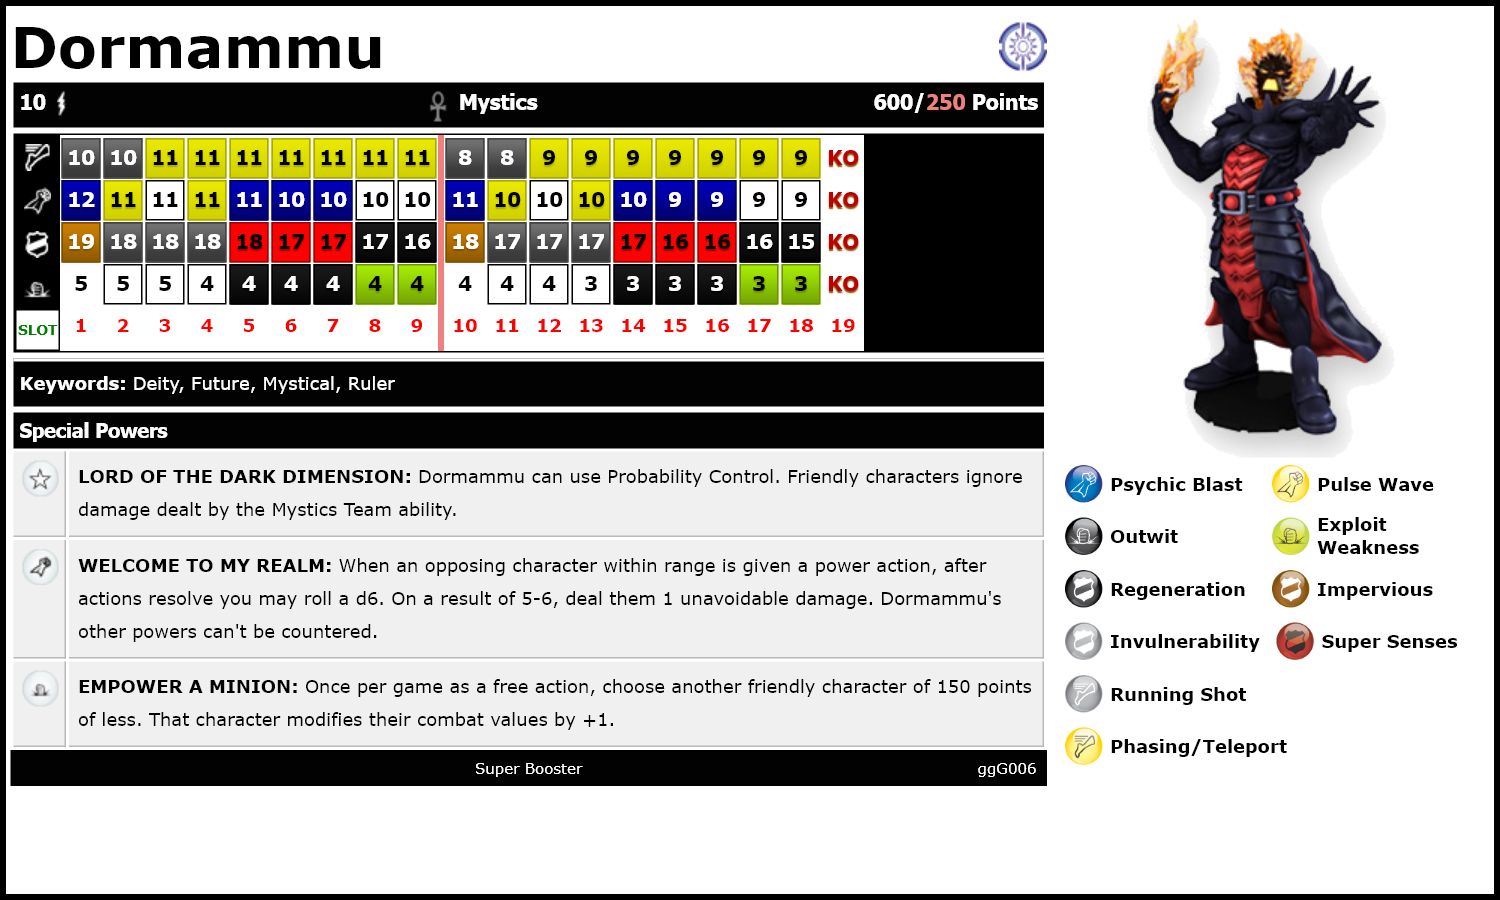 Dormammu
10 Mystics 600/250 Points
10 10 11 11 11 11 11 11 11 8 8 9 9 9 9 9 9 9 KO
12 11 11 11 11 10 10 10 10 11 10 10 10 10 9 9 9 9 KO
19 18 18 18 18 17 17 17 16 18 17 17 17 17 16 16 16 15 KO
5 5 5 4 4 4 4 4 4 4 4 4 3 3 3 3 3 3 KO
SLOT 1 2 3 4 5 6 7 8 9 10 11 12 13 14 15 16 17 18 19
Keywords: Deity, Future, Mystical, Ruler
Special Powers
LORD OF THE DARK DIMENSION: Dormammu can use Probability Control. Friendly characters ignore
damage dealt by the Mystics Team ability.
WELCOME TO MY REALM: When an opposing character within range is given a power action, after
actions resolve you may roll a d6. On a result of 5-6, deal them 1 unavoidable damage. Dormammu's
other powers can't be countered.
EMPOWER A MINION: Once per game as a free action, choose another friendly character of 150 points
of less. That character modifies their combat values by +1.
Super Booster ggG006
Psychic Blast Pulse Wave
Outwit Exploit
Weakness
Regeneration Impervious
Invulnerability Super Senses
Running Shot
Phasing/Teleport